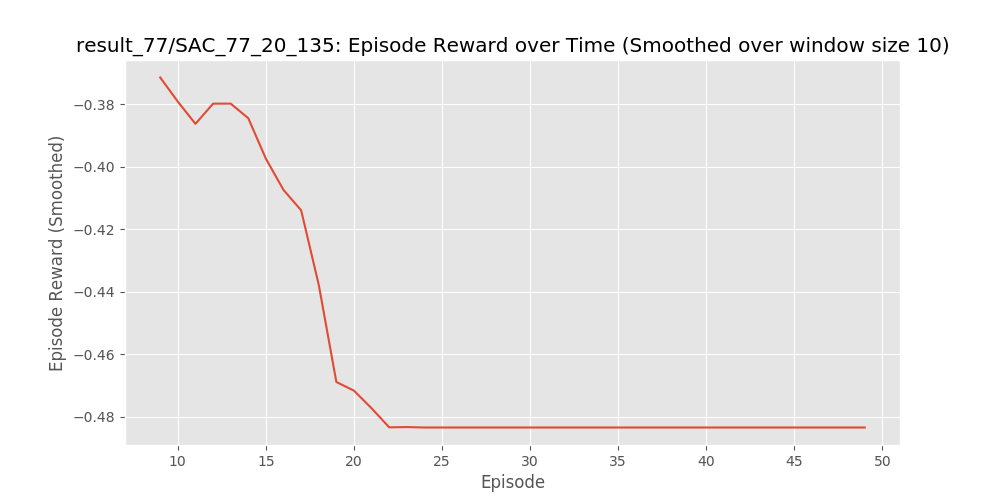 result_77/SAC_77_20_135: Episode Reward over Time (Smoothed over window size 10)
Episode Reward (Smoothed)
−0.38
−0.40
−0.42
−0.44
−0.46
−0.48
10 15 20 25 30 35 40 45 50
Episode